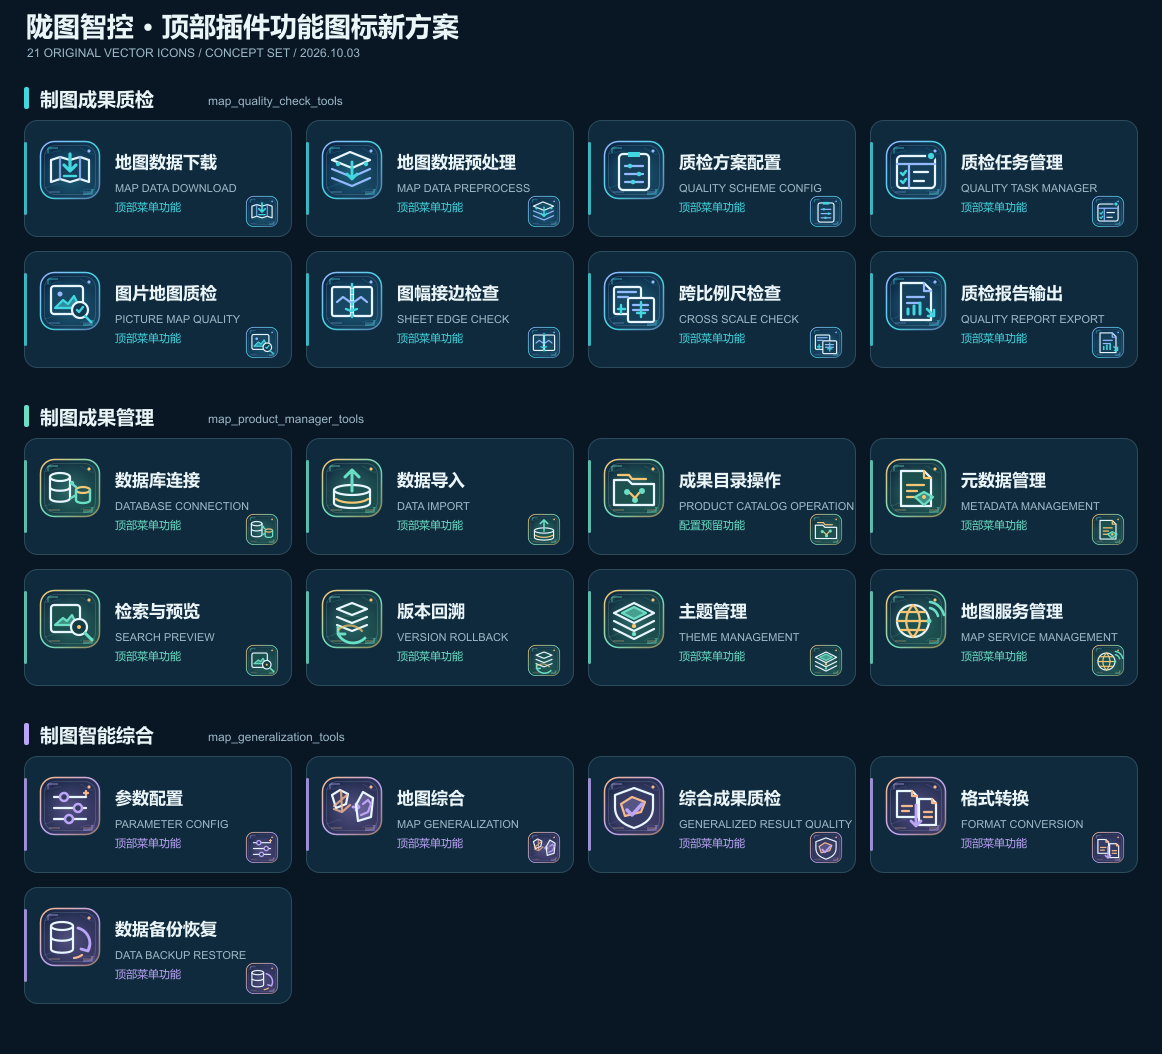 陇图智控·顶部插件功能图标新方案
21 ORIGINAL VECTOR ICONS / CONCEPT SET / 2026.10.03
制图成果质检 map_quality_check_tools
地图数据下载
MAP DATA DOWNLOAD
顶部菜单功能
地图数据预处理
MAP DATA PREPROCESS
顶部菜单功能
质检方案配置
QUALITY SCHEME CONFIG
顶部菜单功能
质检任务管理
QUALITY TASK MANAGER
顶部菜单功能
图片地图质检
PICTURE MAP QUALITY
顶部菜单功能
图幅接边检查
SHEET EDGE CHECK
顶部菜单功能
跨比例尺检查
CROSS SCALE CHECK
顶部菜单功能
质检报告输出
QUALITY REPORT EXPORT
顶部菜单功能
制图成果管理 map_product_manager_tools
数据库连接
DATABASE CONNECTION
顶部菜单功能
数据导入
DATA IMPORT
顶部菜单功能
成果目录操作
PRODUCT CATALOG OPERATION
配置预留功能
元数据管理
METADATA MANAGEMENT
顶部菜单功能
检索与预览
SEARCH PREVIEW
顶部菜单功能
版本回溯
VERSION ROLLBACK
顶部菜单功能
主题管理
THEME MANAGEMENT
顶部菜单功能
地图服务管理
MAP SERVICE MANAGEMENT
顶部菜单功能
制图智能综合 map_generalization_tools
参数配置
PARAMETER CONFIG
顶部菜单功能
地图综合
MAP GENERALIZATION
顶部菜单功能
综合成果质检
GENERALIZED RESULT QUALITY
顶部菜单功能
格式转换
FORMAT CONVERSION
顶部菜单功能
数据备份恢复
DATA BACKUP RESTORE
顶部菜单功能